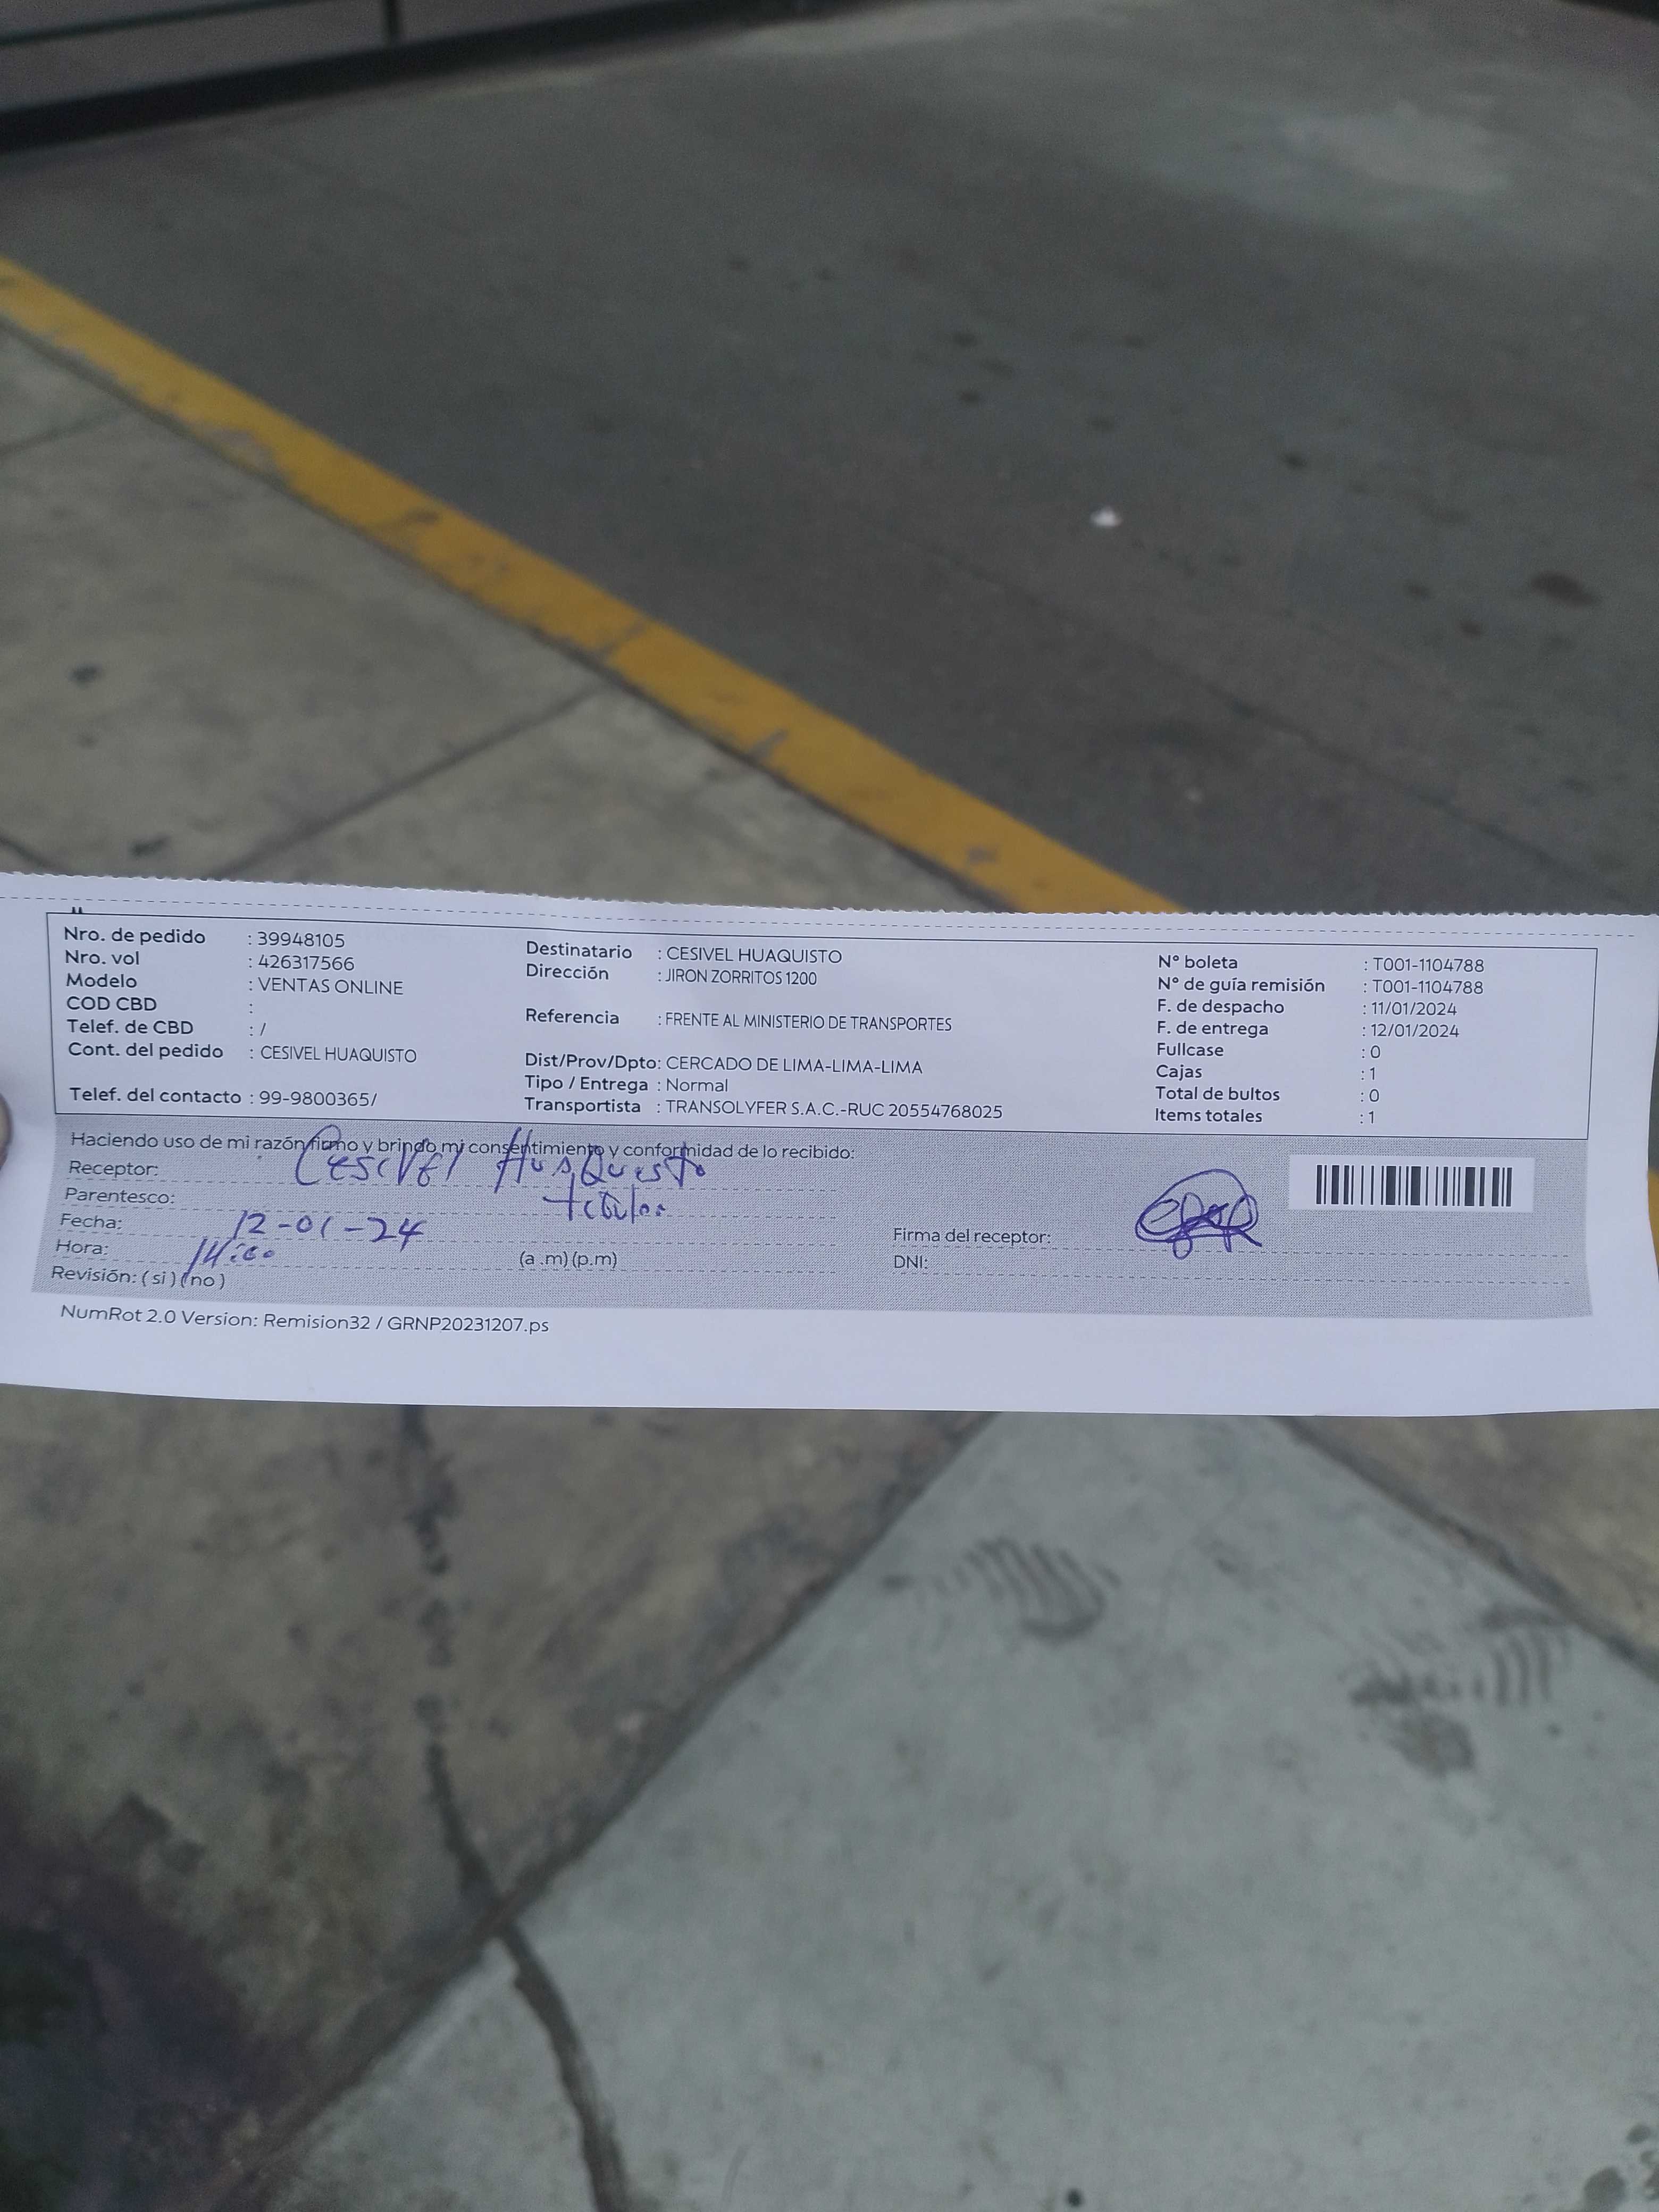 Nro. de pedido : 39948105
Nro. vol : 426317566
Modelo : VENTAS ONLINE
COD CBD :
Telef. de CBD : /
Cont. del pedido : CESIVEL HUAQUISTO
Telef. del contacto : 99-9800365/
Destinatario : CESIVEL HUAQUISTO
Dirección : JIRON ZORRITOS 1200
Referencia : FRENTE AL MINISTERIO DE TRANSPORTES
Dist/Prov/Dpto: CERCADO DE LIMA-LIMA-LIMA
Tipo / Entrega : Normal
Transportista : TRANSOLYFER S.A.C.-RUC 20554768025
N° boleta : T001-1104788
N° de guía remisión : T001-1104788
F. de despacho : 11/01/2024
F. de entrega : 12/01/2024
Fullcase : 0
Cajas : 1
Total de bultos : 0
Items totales : 1
Haciendo uso de mi razón firmo y brindo mi consentimiento y conformidad de lo recibido:
Receptor: Cesivel Huaquisto
Parentesco: titular
Fecha: 12-01-24
Hora: (a .m) (p.m)
Revisión: ( si ) ( no )
Firma del receptor:
DNI:
NumRot 2.0 Version: Remision32 / GRNP20231207.ps